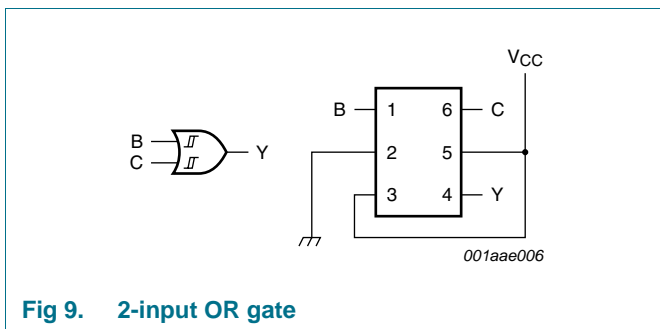 VCC
B 1 6 C
B
Y
C
2 5
3 4 Y
001aae006
Fig 9. 2-input OR gate